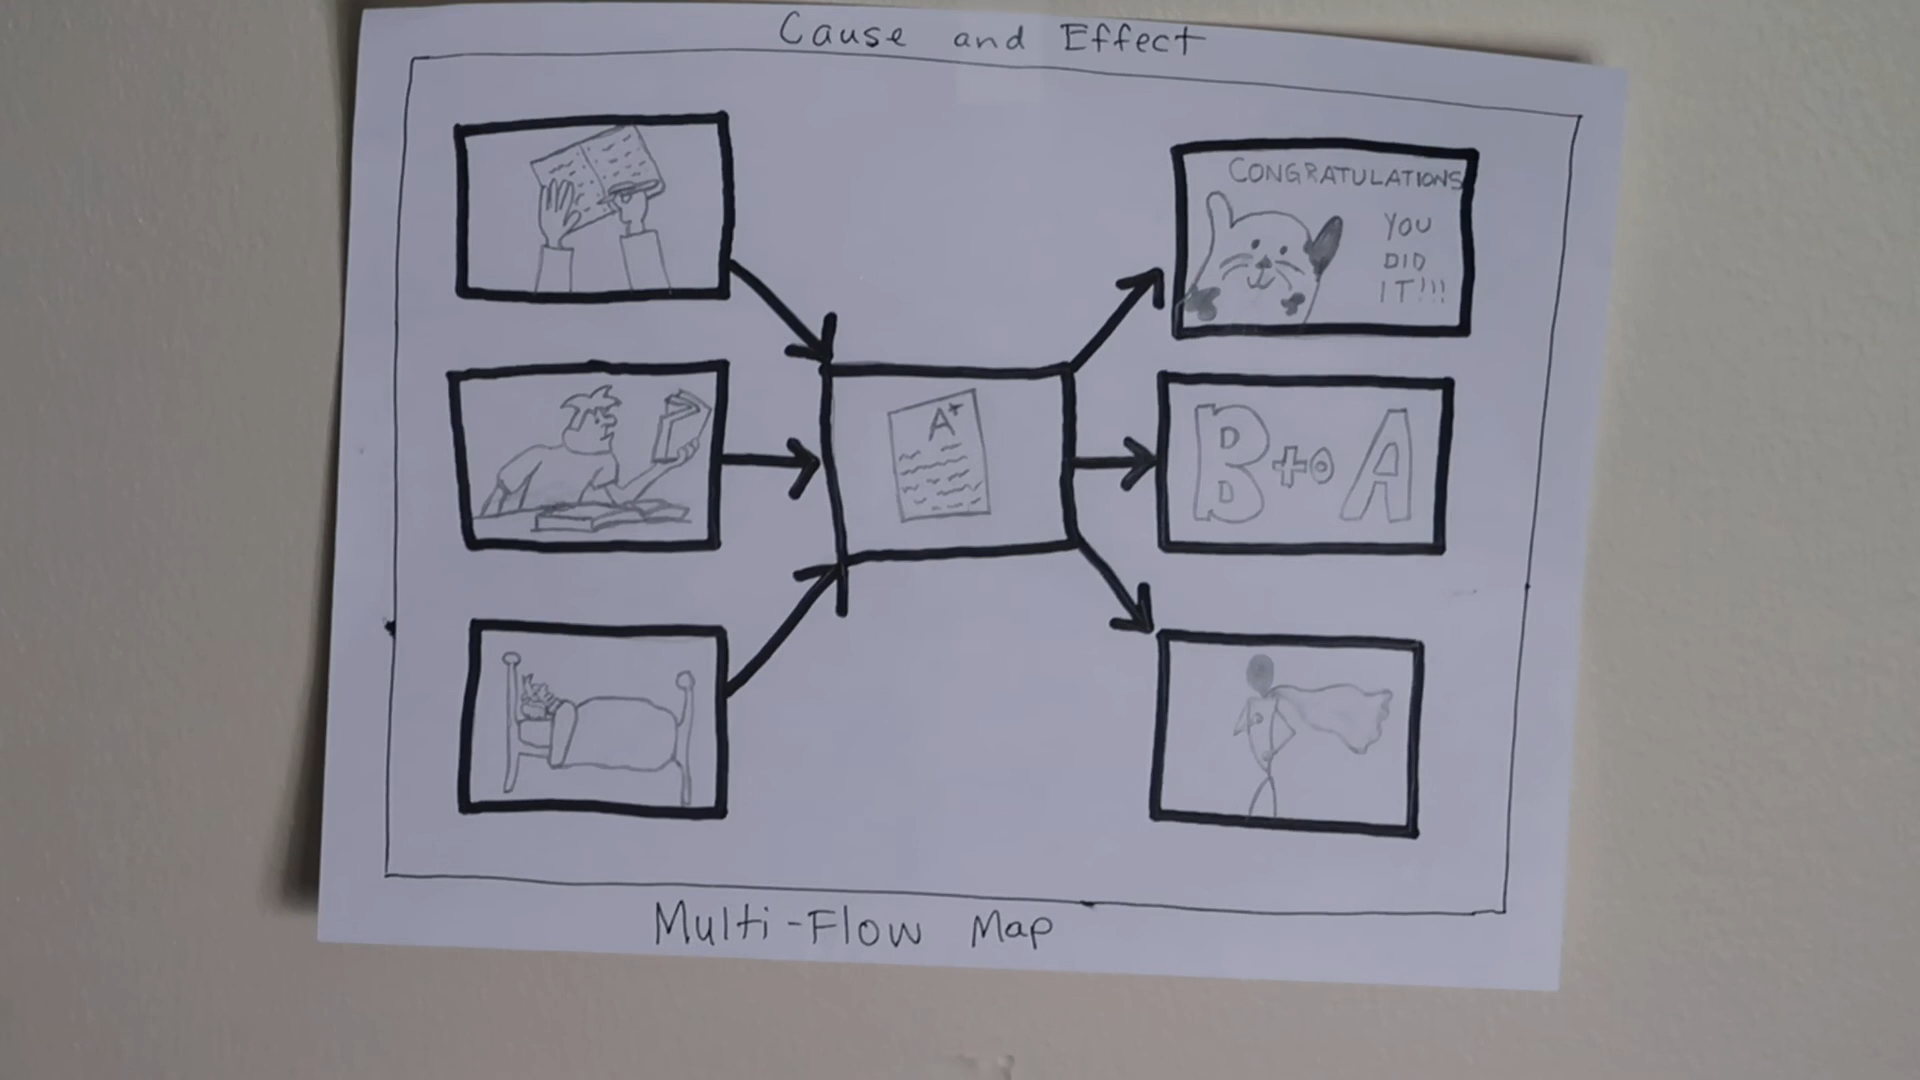 Cause and Effect
CONGRATULATIONS
YOU
DID
IT!!!
A+
B to A
Multi-Flow Map